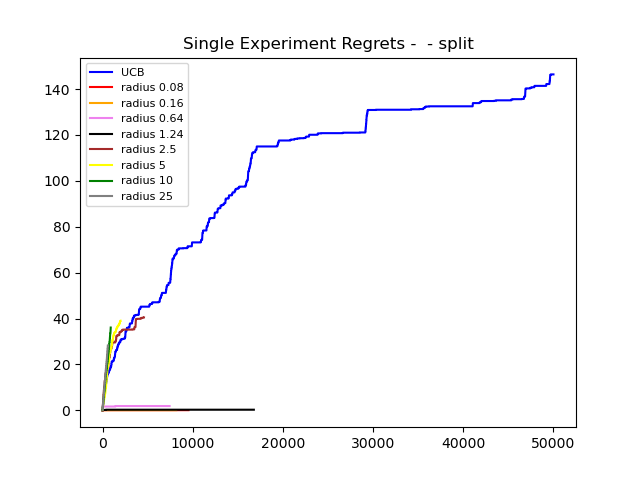 Single Experiment Regrets -  - split
UCB
radius 0.08
radius 0.16
radius 0.64
radius 1.24
radius 2.5
radius 5
radius 10
radius 25
140
120
100
80
60
40
20
0
0 10000 20000 30000 40000 50000